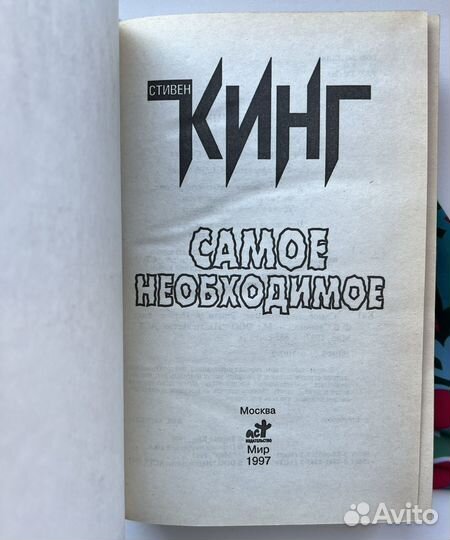 СТИВЕН
КИНГ
САМОЕ
НЕОБХОДИМОЕ
Москва
аст
ИЗДАТЕЛЬСТВО
Мир
1997
Avito